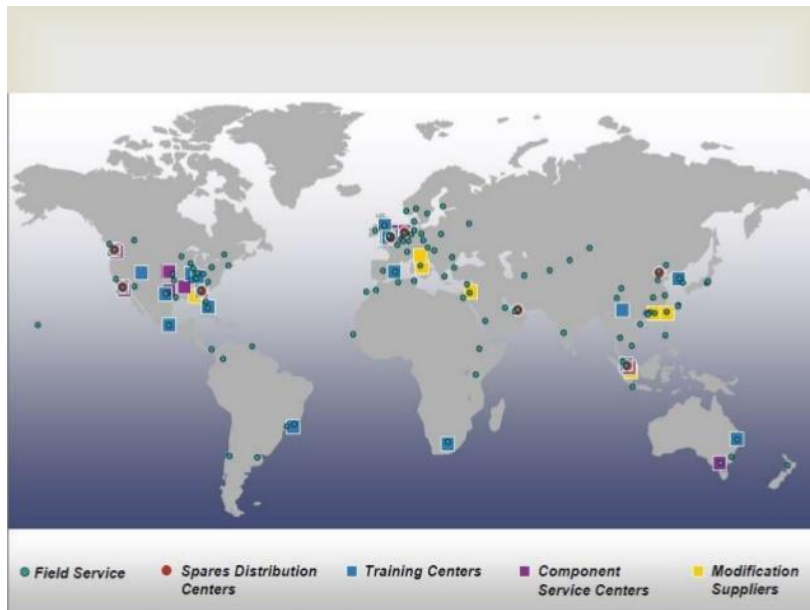 Field Service
Spares Distribution
Centers
Training Centers
Component
Service Centers
Modification
Suppliers